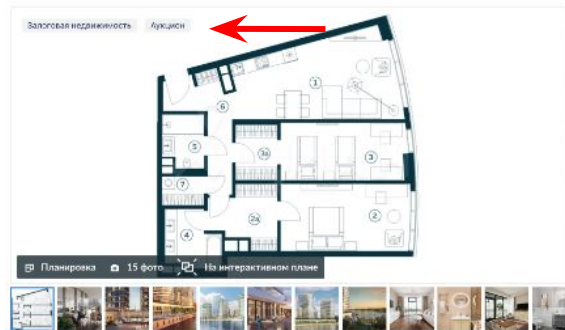 Залоговая недвижимость Аукцион
1
6
5
3а
3
7
2а
2
4
Планировка 15 фото На интерактивном плане